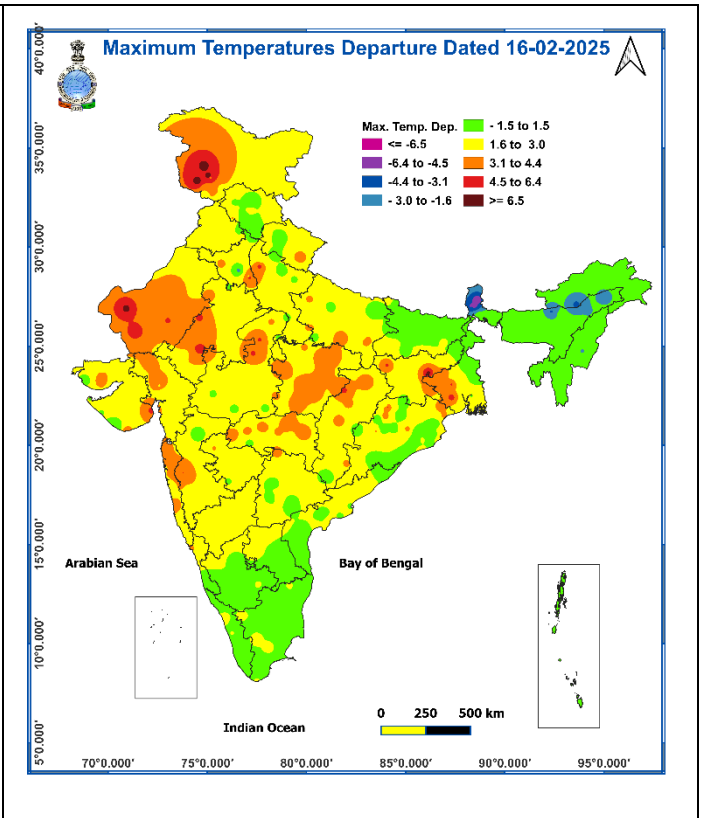 Maximum Temperatures Departure Dated 16-02-2025
Max. Temp. Dep.
<= -6.5
-6.4 to -4.5
-4.4 to -3.1
- 3.0 to -1.6
- 1.5 to 1.5
1.6 to 3.0
3.1 to 4.4
4.5 to 6.4
>= 6.5
40°0.000'
35°0.000'
30°0.000'
25°0.000'
20°0.000'
15°0.000'
10°0.000'
5°0.000'
Arabian Sea
Bay of Bengal
Indian Ocean
0 250 500 km
70°0.000' 75°0.000' 80°0.000' 85°0.000' 90°0.000' 95°0.000'